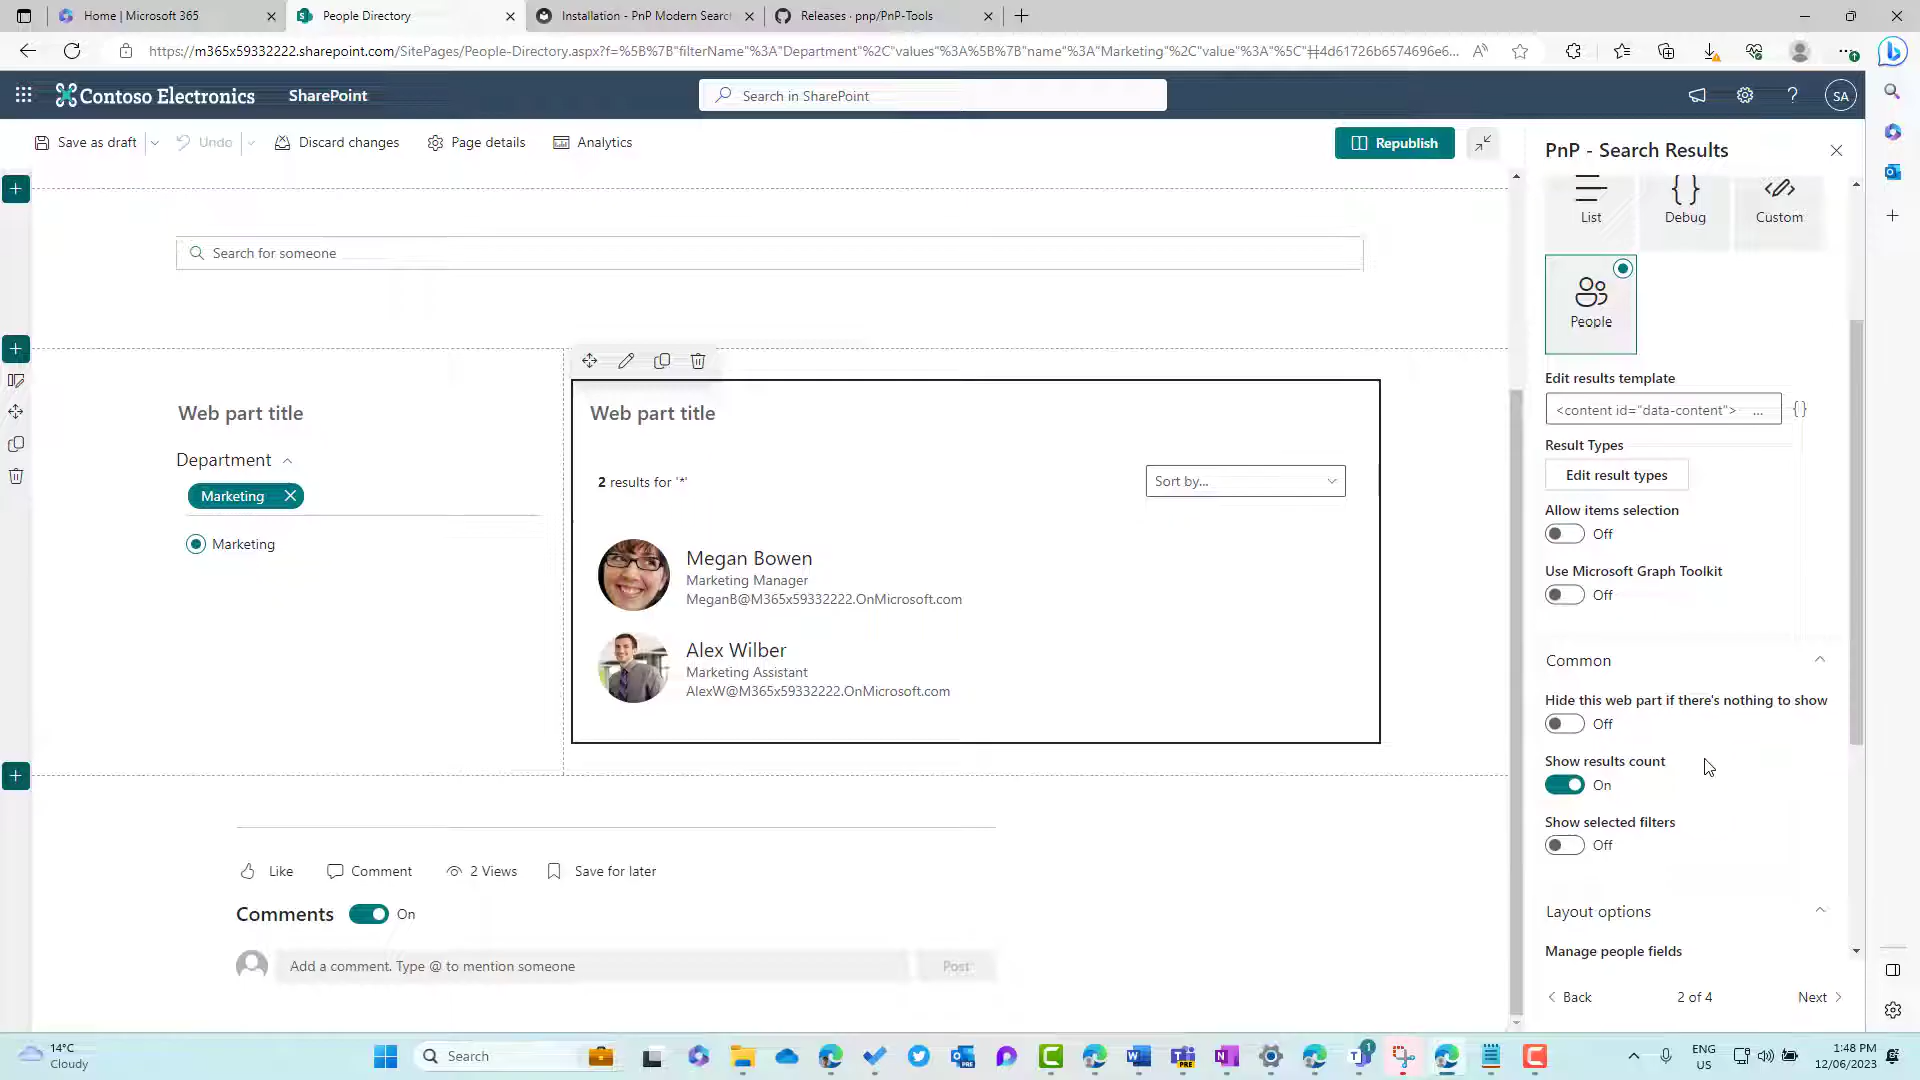 Home | Microsoft 365
People Directory
Installation - PnP Modern Searc
Releases · pnp/PnP-Tools
https://m365x59332222.sharepoint.com/SitePages/People-Directory.aspx?f=%5B%7B"filterName"%3A"Department"%2C"values"%3A%5B%7B"name"%3A"Marketing"%2C"value"%3A"%5C"ǂǂ4d61726b6574696e6...
Contoso Electronics
SharePoint
Search in SharePoint
SA
Save as draft
Undo
Discard changes
Page details
Analytics
Republish
Search for someone
Web part title
Department
Marketing
Marketing
Web part title
2 results for '*'
Sort by...
Megan Bowen
Marketing Manager
MeganB@M365x59332222.OnMicrosoft.com
Alex Wilber
Marketing Assistant
AlexW@M365x59332222.OnMicrosoft.com
Like
Comment
2 Views
Save for later
Comments
On
Add a comment. Type @ to mention someone
Post
PnP - Search Results
List
Debug
Custom
People
Edit results template
<content id="data-content"> ...
{}
Result Types
Edit result types
Allow items selection
Off
Use Microsoft Graph Toolkit
Off
Common
Hide this web part if there's nothing to show
Off
Show results count
On
Show selected filters
Off
Layout options
Manage people fields
Back
2 of 4
Next
14°C
Cloudy
Search
PRE
PRE
1
ENG
US
1:48 PM
12/06/2023